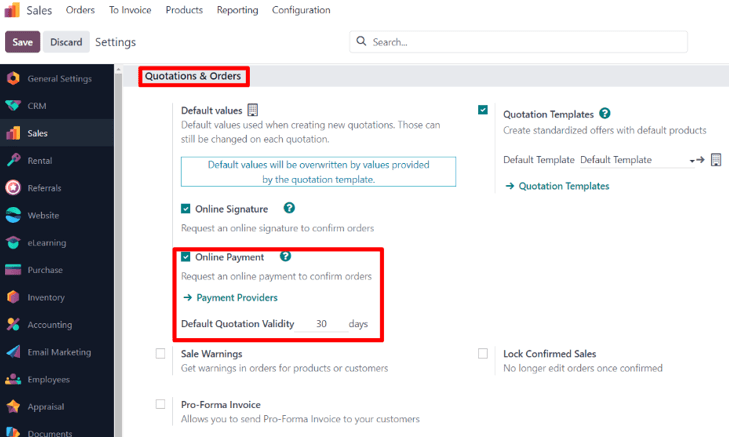 Sales Orders To Invoice Products Reporting Configuration
Save Discard Settings Search...
General Settings
CRM
Sales
Rental
Referrals
Website
eLearning
Purchase
Inventory
Accounting
Email Marketing
Employees
Appraisal
Documents
Quotations & Orders
Default values
Default values used when creating new quotations. Those can
still be changed on each quotation.
Default values will be overwritten by values provided
by the quotation template.
Online Signature ?
Request an online signature to confirm orders
Online Payment ?
Request an online payment to confirm orders
→ Payment Providers
Default Quotation Validity 30 days
Quotation Templates ?
Create standardized offers with default products
Default Template Default Template →
→ Quotation Templates
Sale Warnings
Get warnings in orders for products or customers
Lock Confirmed Sales
No longer edit orders once confirmed
Pro-Forma Invoice
Allows you to send Pro-Forma Invoice to your customers